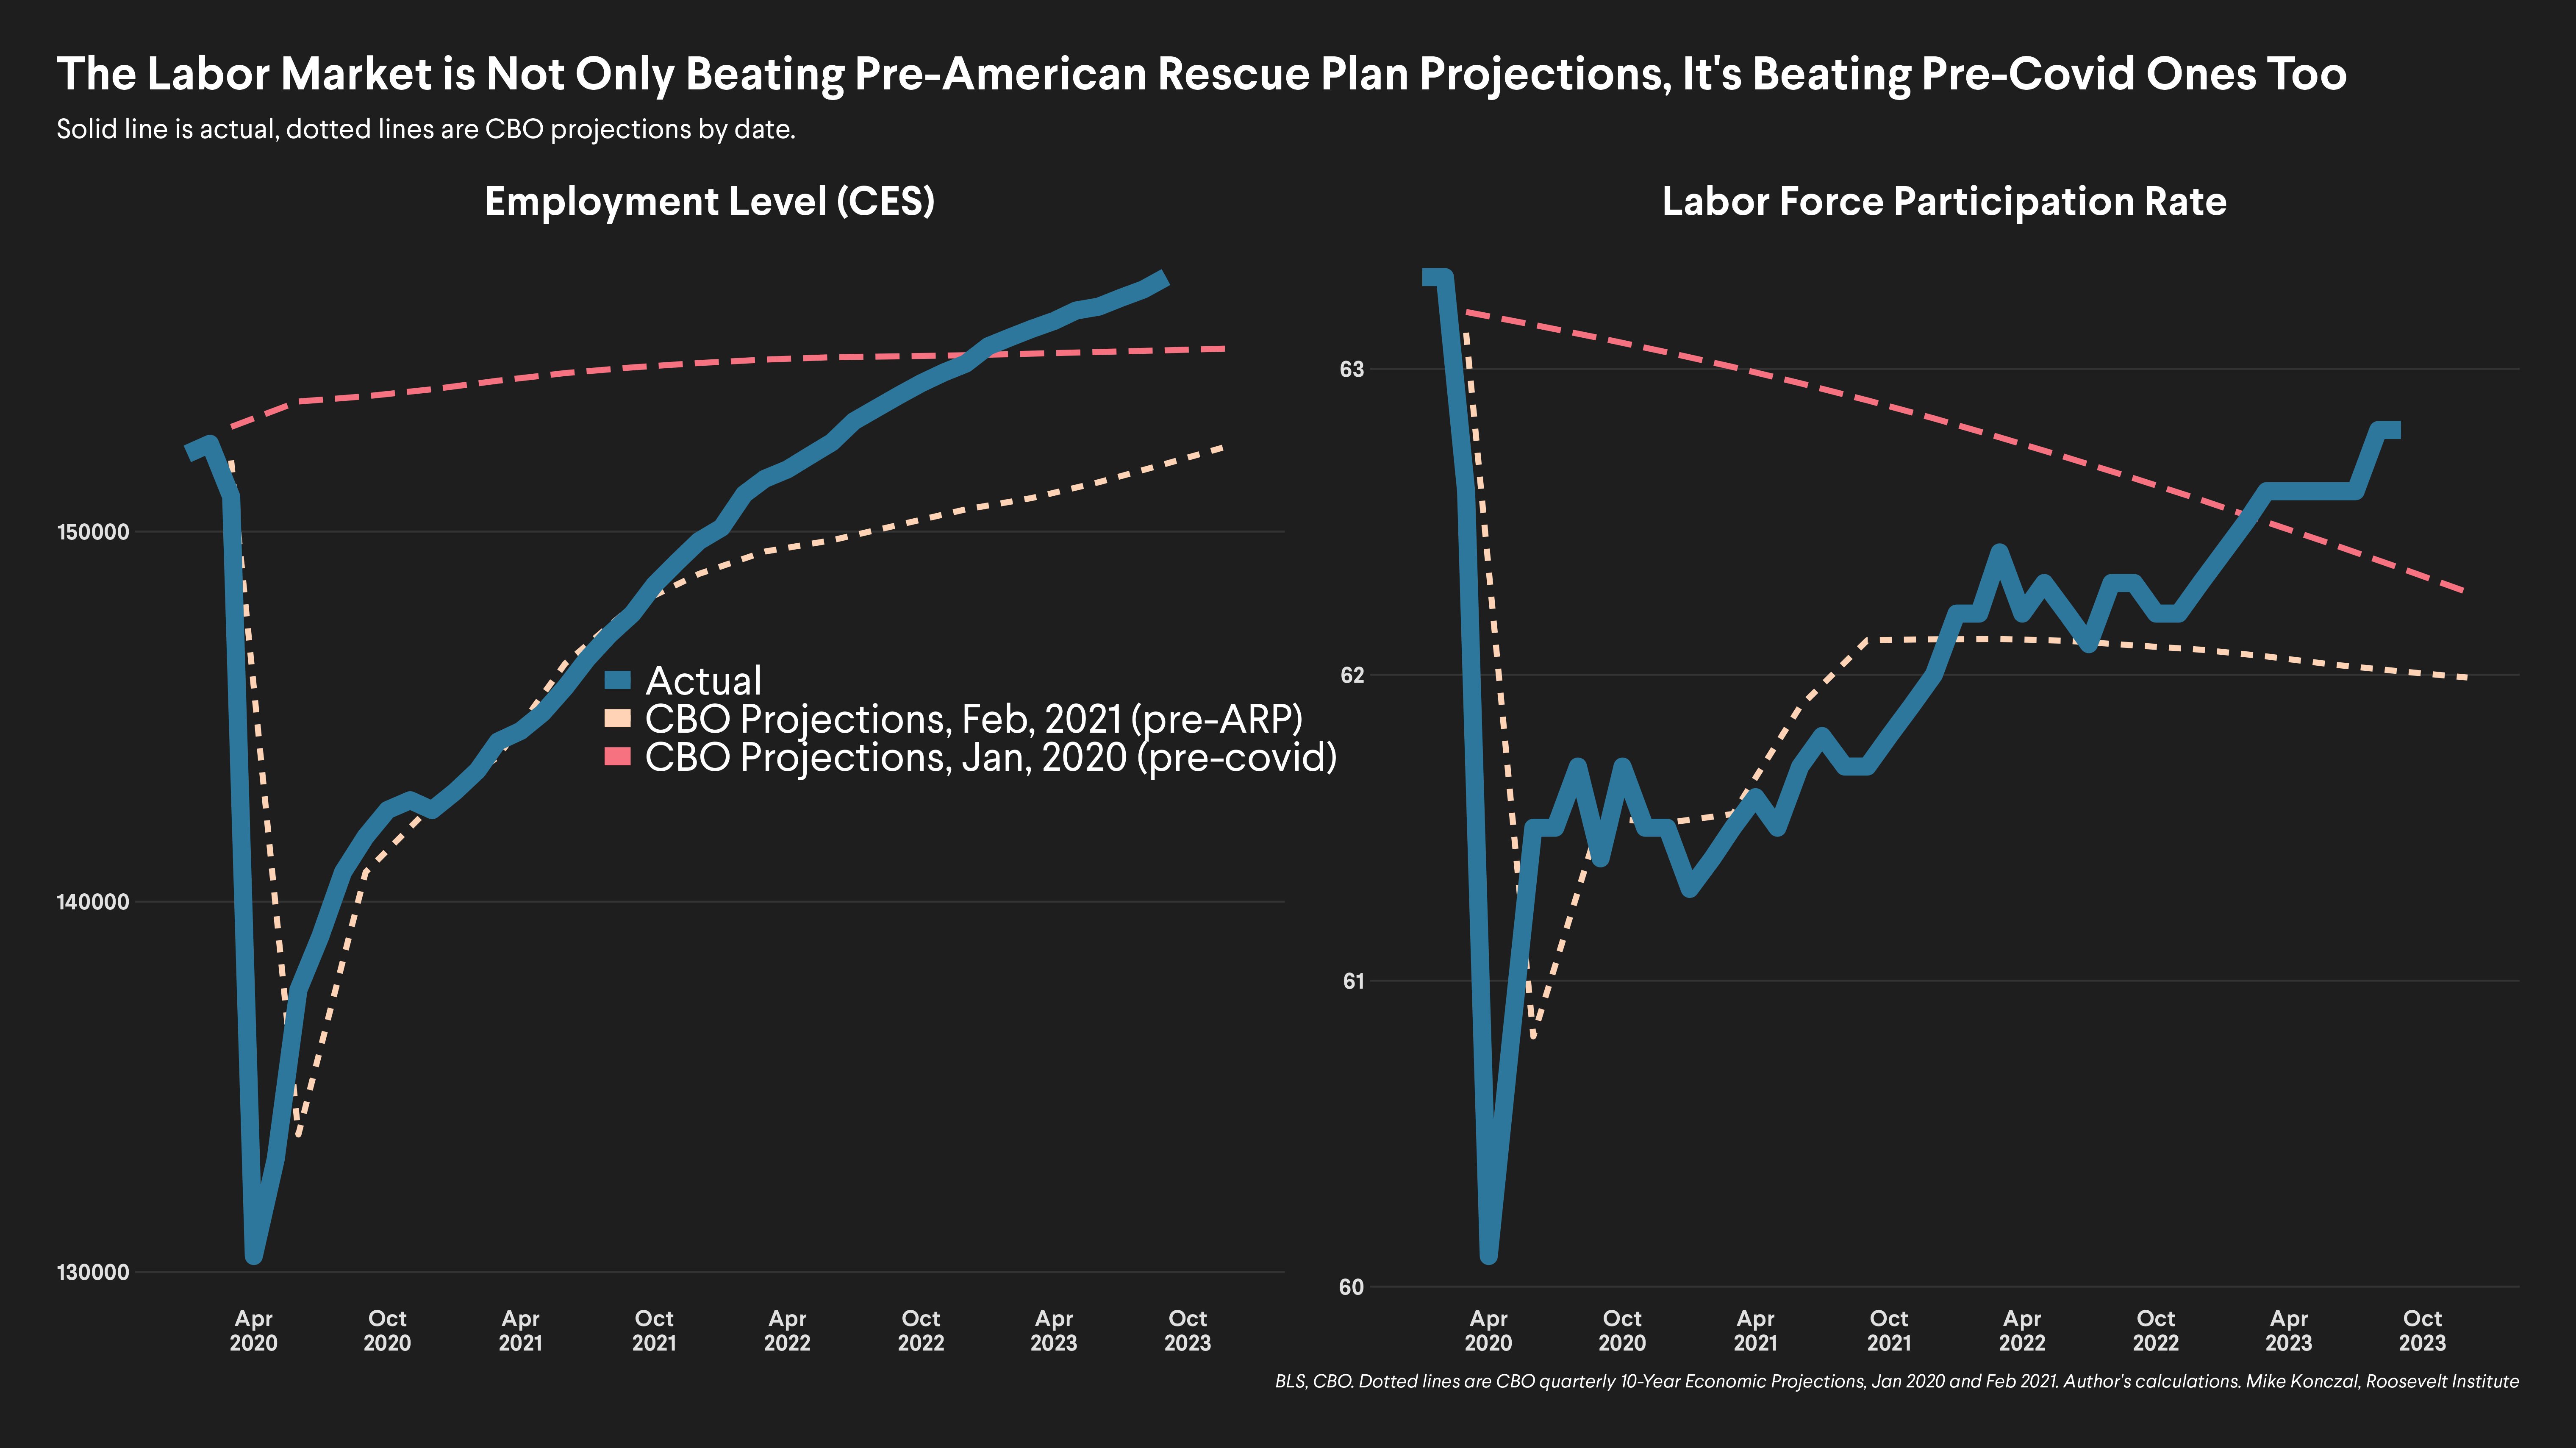 The Labor Market is Not Only Beating Pre-American Rescue Plan Projections, It's Beating Pre-Covid Ones Too
Solid line is actual, dotted lines are CBO projections by date.
Employment Level (CES)
150000
140000
130000
Actual
CBO Projections, Feb, 2021 (pre-ARP)
CBO Projections, Jan, 2020 (pre-covid)
Apr Oct Apr Oct Apr Oct Apr Oct
2020 2020 2021 2021 2022 2022 2023 2023
Labor Force Participation Rate
63
62
61
60
Apr Oct Apr Oct Apr Oct Apr Oct
2020 2020 2021 2021 2022 2022 2023 2023
BLS, CBO. Dotted lines are CBO quarterly 10-Year Economic Projections, Jan 2020 and Feb 2021. Author's calculations. Mike Konczal, Roosevelt Institute